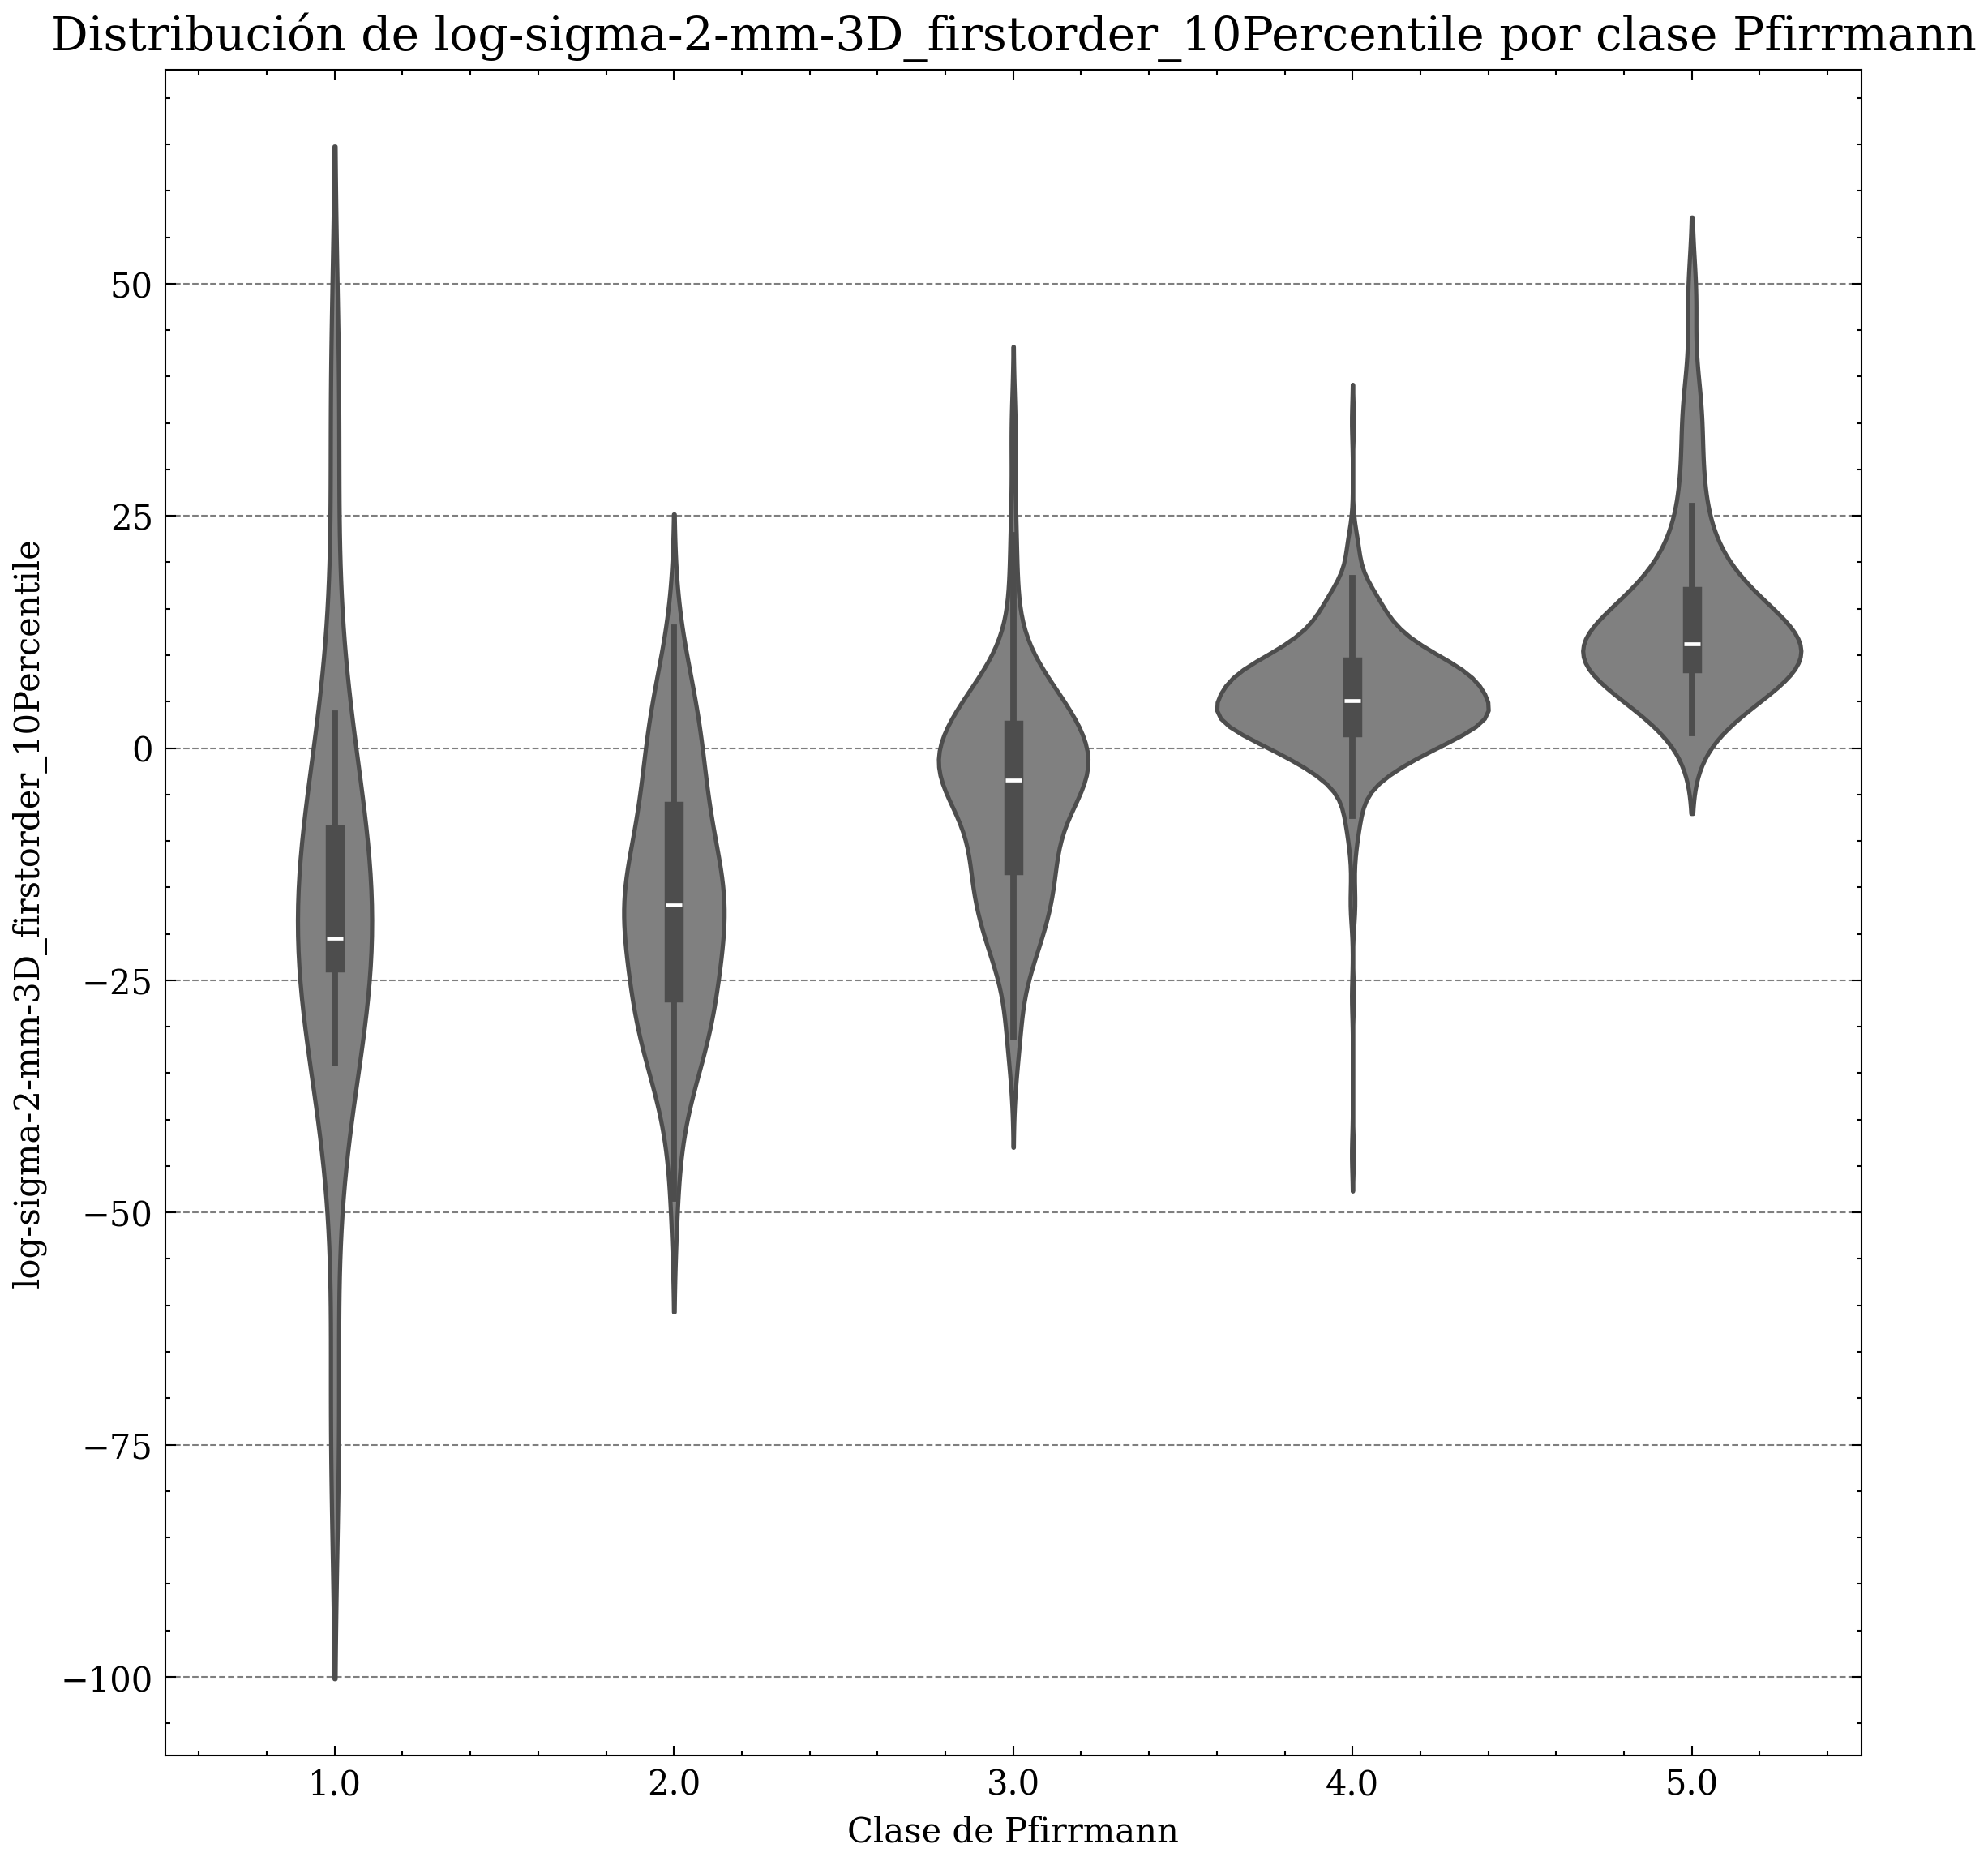 Distribución de log-sigma-2-mm-3D_firstorder_10Percentile por clase Pfirrmann
log-sigma-2-mm-3D_firstorder_10Percentile
50
25
0
−25
−50
−75
−100
1.0 2.0 3.0 4.0 5.0
Clase de Pfirrmann